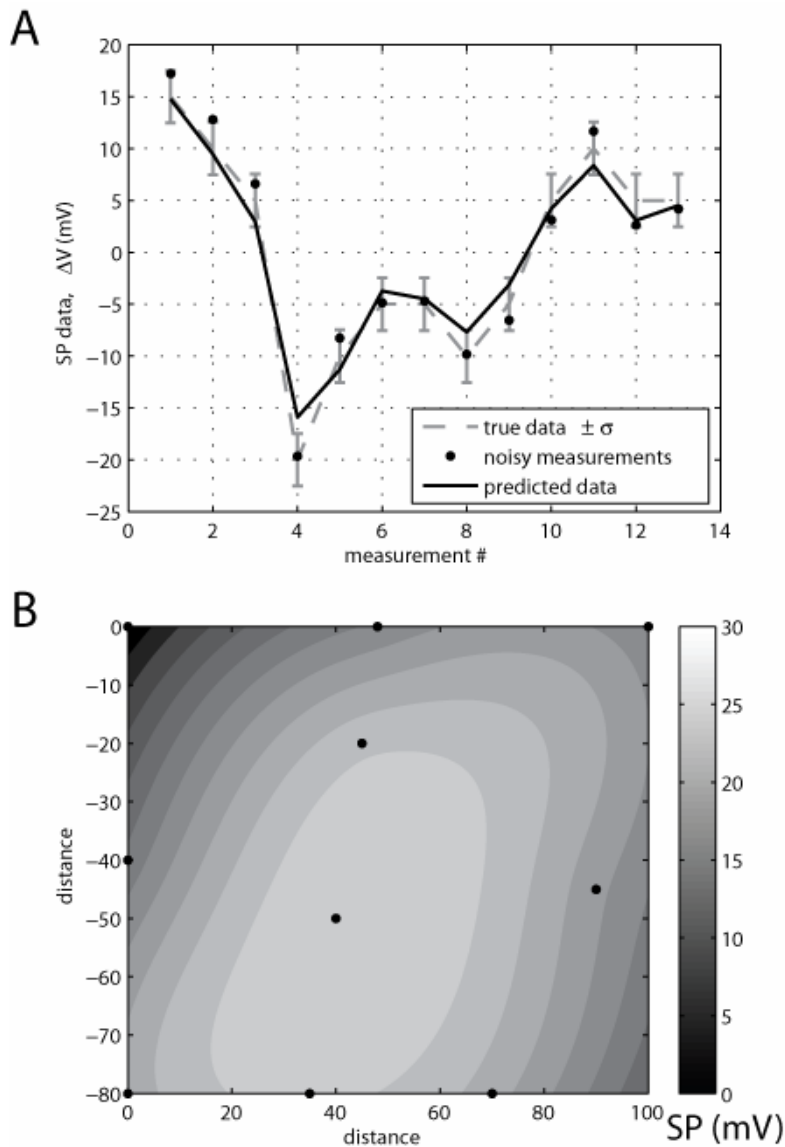 A
20
15
10
5
0
−5
−10
−15
−20
−25
SP data, ΔV (mV)
true data ± σ
noisy measurements
predicted data
0 2 4 6 8 10 12 14
measurement #
B
0
−10
−20
−30
−40
−50
−60
−70
−80
distance
0 20 40 60 80 100
distance
30
25
20
15
10
5
0
SP (mV)